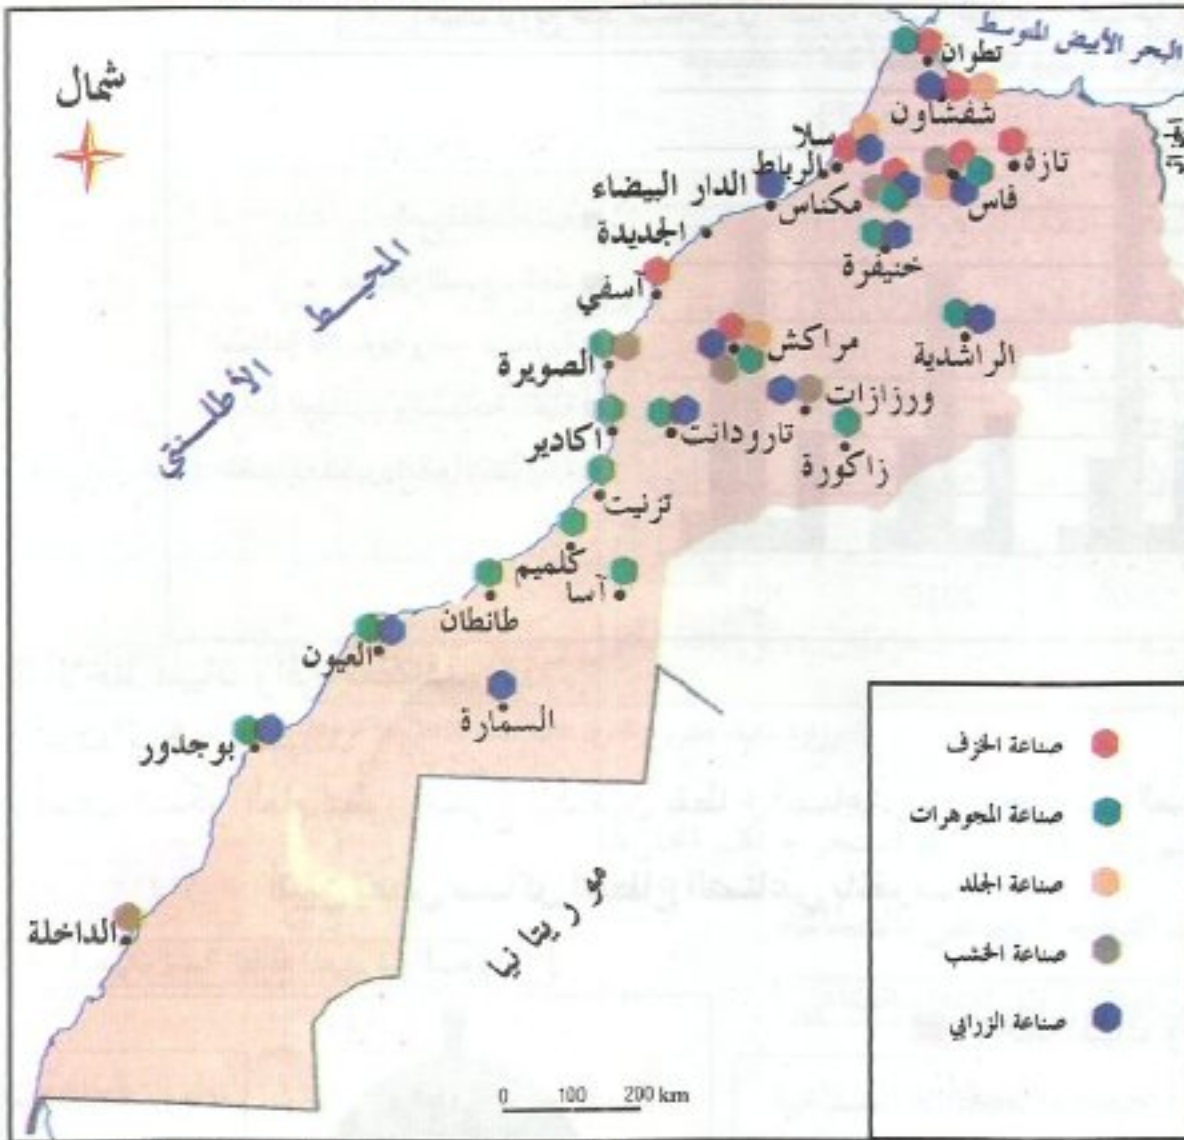 البحر الأبيض المتوسط
شمال
تطوان
شفشاون
سلا
الرباط
تازة
فاس
مكناس
الدار البيضاء
الجديدة
خنيفرة
المحيط
الأطلنتي
آسفي
مراكش
الراشدية
الصويرة
ورزازات
اكادير
تارودانت
زاكورة
تزنيت
كلميم
آسا
طانطان
العيون
السمارة
بوجدور
الداخلة
موريتانيا
صناعة الخزف
صناعة المجوهرات
صناعة الجلد
صناعة الخشب
صناعة الزرابي
0 100 200 km